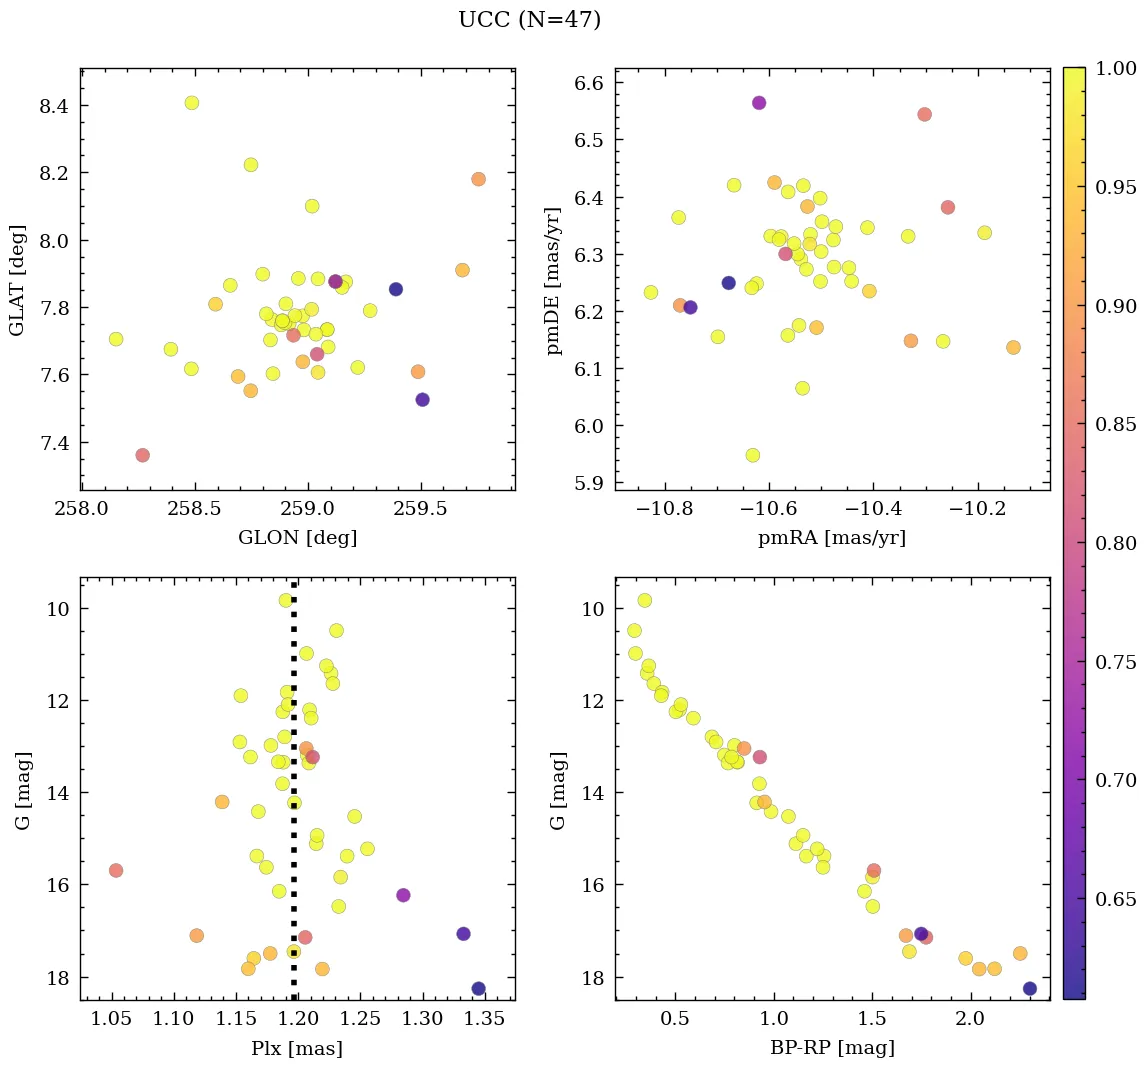 UCC (N=47)
8.4
8.2
8.0
7.8
7.6
7.4
GLAT [deg]
258.0 258.5 259.0 259.5
GLON [deg]
6.6
6.5
6.4
6.3
6.2
6.1
6.0
5.9
pmDE [mas/yr]
−10.8 −10.6 −10.4 −10.2
pmRA [mas/yr]
10
12
14
16
18
G [mag]
1.05 1.10 1.15 1.20 1.25 1.30 1.35
Plx [mas]
10
12
14
16
18
G [mag]
0.5 1.0 1.5 2.0
BP-RP [mag]
1.00
0.95
0.90
0.85
0.80
0.75
0.70
0.65